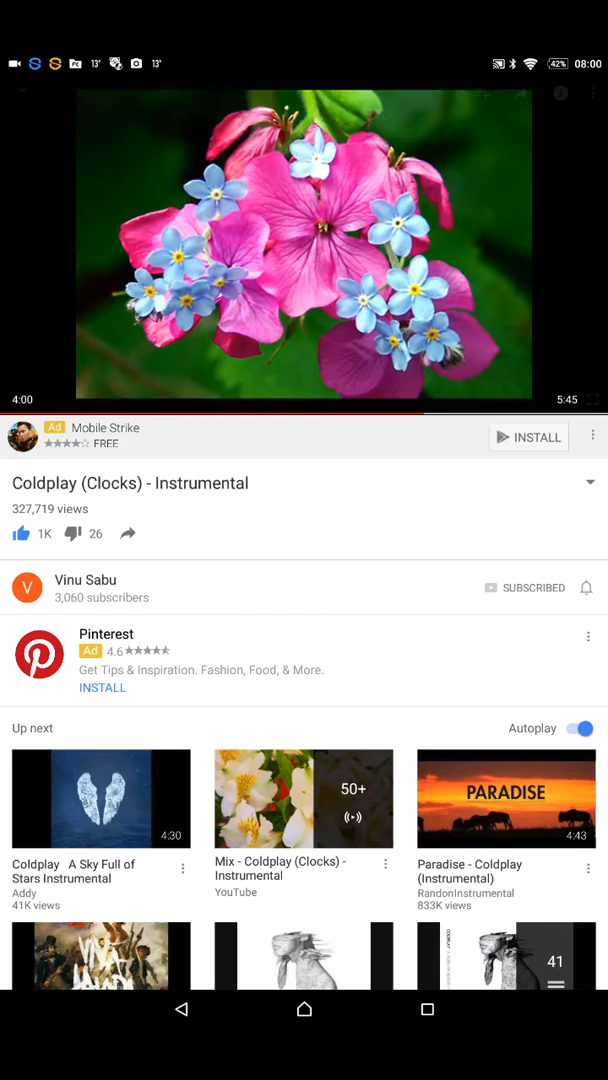 13° 13° 42% 08:00
4:00 5:45
Ad Mobile Strike
FREE
INSTALL
Coldplay (Clocks) - Instrumental
327,719 views
1K 26
V
Vinu Sabu
3,060 subscribers
SUBSCRIBED
Pinterest
Ad 4.6
Get Tips & Inspiration. Fashion, Food, & More.
INSTALL
Up next
Autoplay
4:30
Coldplay A Sky Full of
Stars Instrumental
Addy
41K views
50+
Mix - Coldplay (Clocks) -
Instrumental
YouTube
PARADISE
4:43
Paradise - Coldplay
(Instrumental)
RandonInstrumental
833K views
VIVA
41